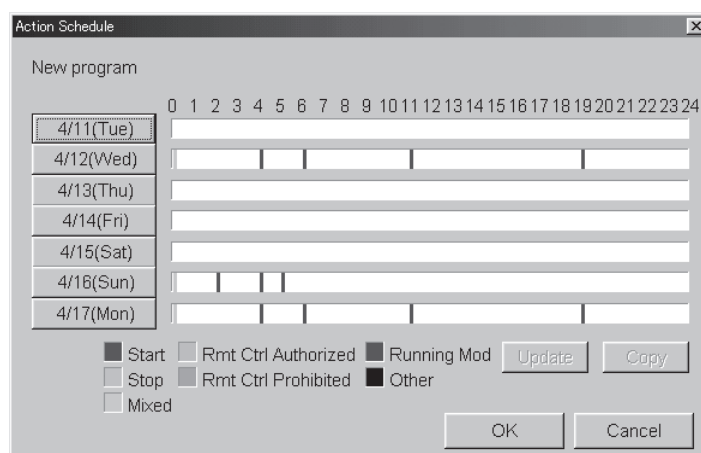 Action Schedule
New program
0 1 2 3 4 5 6 7 8 9 10 11 12 13 14 15 16 17 18 19 20 21 22 23 24
4/11(Tue)
4/12(Wed)
4/13(Thu)
4/14(Fri)
4/15(Sat)
4/16(Sun)
4/17(Mon)
Start Rmt Ctrl Authorized Running Mod Update Copy
Stop Rmt Ctrl Prohibited Other
Mixed
OK Cancel